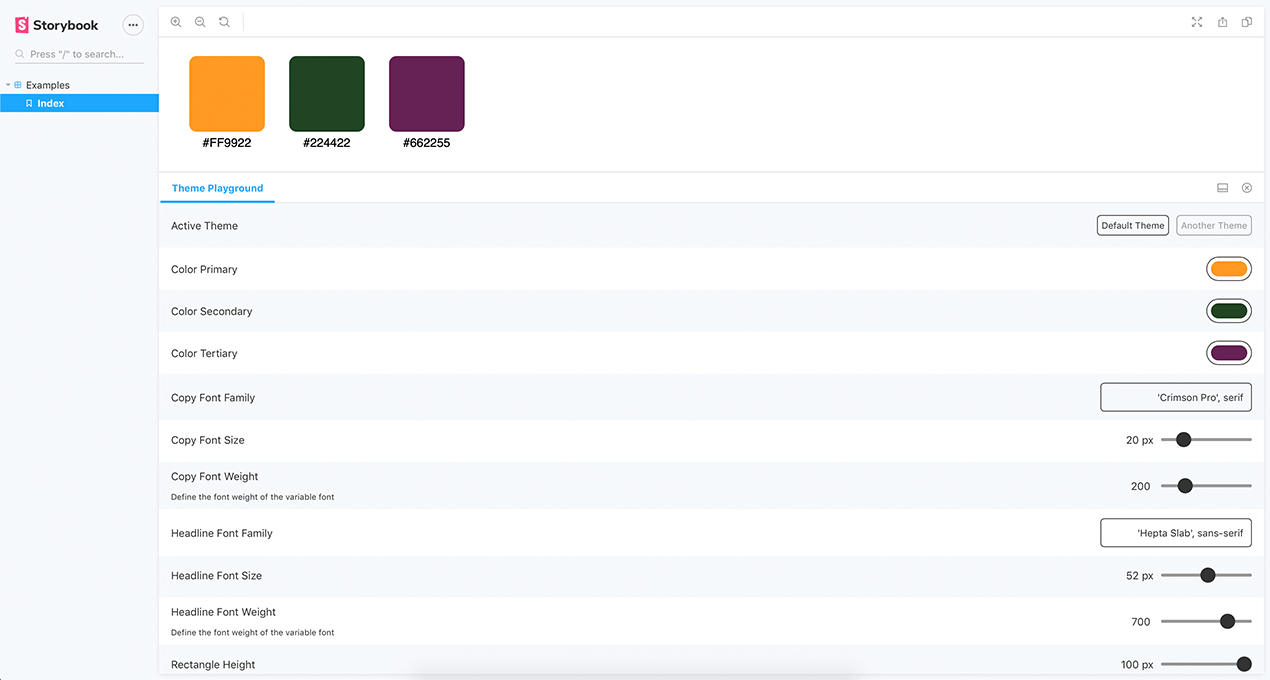 Storybook
Press "/" to search...
Examples
Index
#FF9922 #224422 #662255
Theme Playground
Active Theme Default Theme Another Theme
Color Primary
Color Secondary
Color Tertiary
Copy Font Family 'Crimson Pro', serif
Copy Font Size 20 px
Copy Font Weight 200
Define the font weight of the variable font
Headline Font Family 'Hepta Slab', sans-serif
Headline Font Size 52 px
Headline Font Weight 700
Define the font weight of the variable font
Rectangle Height 100 px